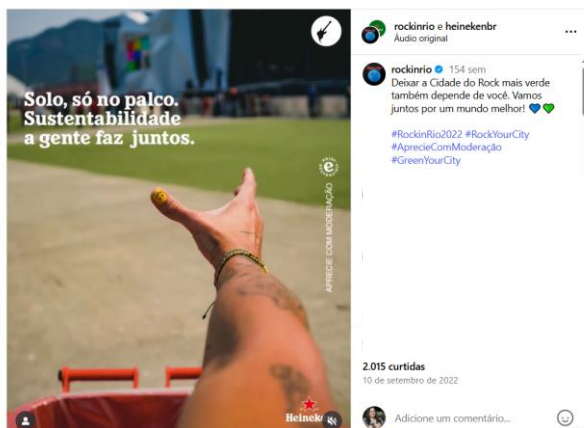 Solo, só no palco.
Sustentabilidade
a gente faz juntos.
APRECIE COM MODERAÇÃO
rockinrio e heinekenbr
Áudio original
rockinrio 154 sem
Deixar a Cidade do Rock mais verde
também depende de você. Vamos
juntos por um mundo melhor! 💙💚
#RockinRio2022 #RockYourCity
#AprecieComModeração
#GreenYourCity
2.015 curtidas
10 de setembro de 2022
Adicione um comentário...